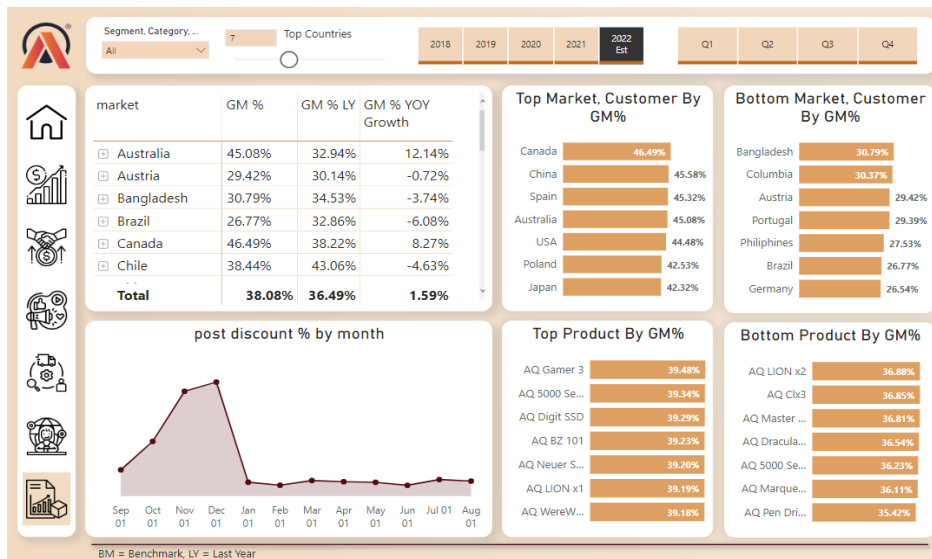 Segment, Category, ...
All
7
Top Countries
2018
2019
2020
2021
2022
Est
Q1
Q2
Q3
Q4
market GM % GM % LY GM % YOY
Growth
Australia 45.08% 32.94% 12.14%
Austria 29.42% 30.14% -0.72%
Bangladesh 30.79% 34.53% -3.74%
Brazil 26.77% 32.86% -6.08%
Canada 46.49% 38.22% 8.27%
Chile 38.44% 43.06% -4.63%
Total 38.08% 36.49% 1.59%
Top Market, Customer By
GM%
Canada 46.49%
China 45.58%
Spain 45.32%
Australia 45.08%
USA 44.48%
Poland 42.53%
Japan 42.32%
Bottom Market, Customer
By GM%
Bangladesh 30.79%
Columbia 30.37%
Austria 29.42%
Portugal 29.39%
Philiphines 27.53%
Brazil 26.77%
Germany 26.54%
post discount % by month
Sep Oct Nov Dec Jan Feb Mar Apr May Jun Jul 01 Aug
01 01 01 01 01 01 01 01 01 01 01
Top Product By GM%
AQ Gamer 3 39.48%
AQ 5000 Se... 39.34%
AQ Digit SSD 39.29%
AQ BZ 101 39.23%
AQ Neuer S... 39.20%
AQ LION x1 39.19%
AQ WereW... 39.18%
Bottom Product By GM%
AQ LION x2 36.88%
AQ Clx3 36.85%
AQ Master ... 36.81%
AQ Dracula... 36.54%
AQ 5000 Se... 36.23%
AQ Marque... 36.11%
AQ Pen Dri... 35.42%
BM = Benchmark, LY = Last Year